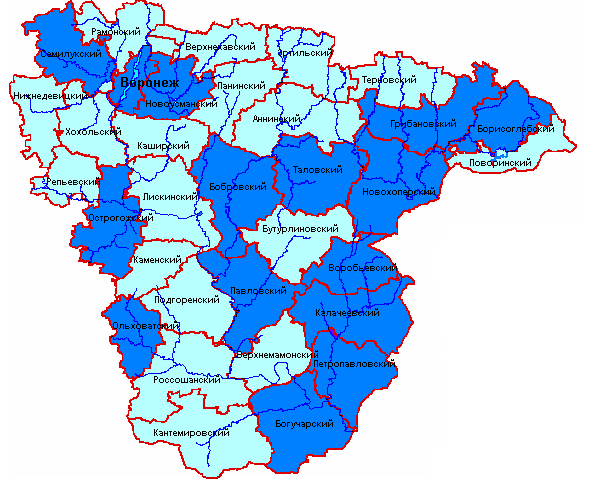 Рамонский
Верхнехавский
Эртильский
Семилукский
Терновский
Воронеж
Панинский
Нижнедевицкий
Новоусманский
Аннинский
Грибановский
Борисоглебский
Хохольский
Каширский
Поворинский
Таловский
Репьевский
Бобровский
Новохоперский
Лискинский
Острогожский
Бутурлиновский
Каменский
Воробьевский
Павловский
Подгоренский
Калачеевский
Ольховатский
Верхнемамонский
Петропавловский
Россошанский
Богучарский
Кантемировский